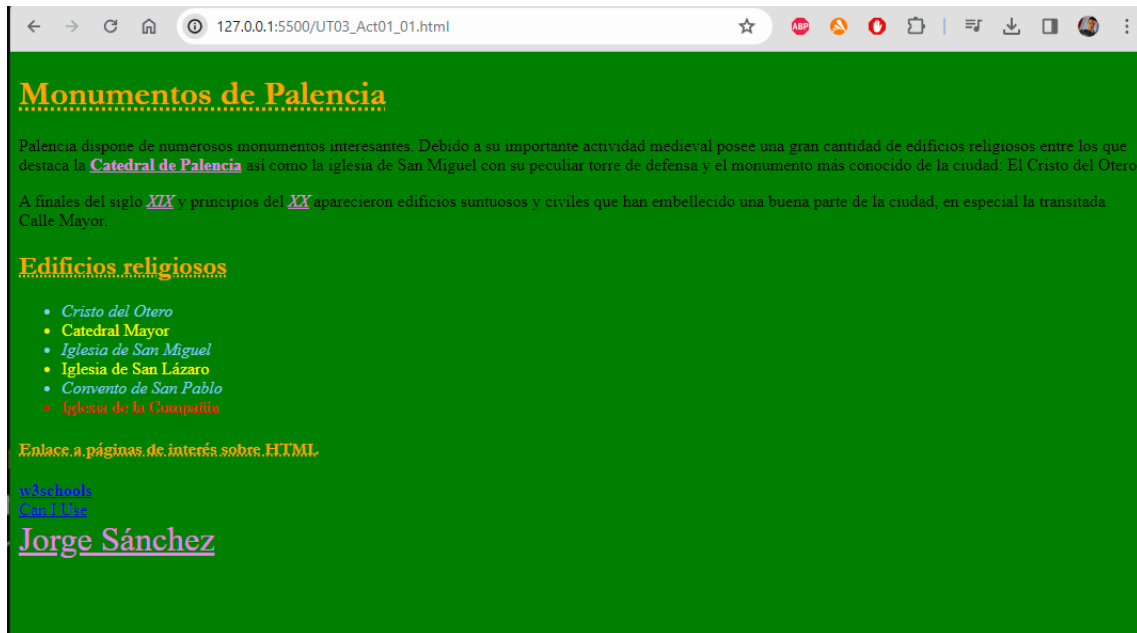 127.0.0.1:5500/UT03_Act01_01.html
ABP
Monumentos de Palencia
Palencia dispone de numerosos monumentos interesantes. Debido a su importante actividad medieval posee una gran cantidad de edificios religiosos entre los que
destaca la Catedral de Palencia así como la iglesia de San Miguel con su peculiar torre de defensa y el monumento más conocido de la ciudad: El Cristo del Otero
A finales del siglo XIX y principios del XX aparecieron edificios suntuosos y civiles que han embellecido una buena parte de la ciudad, en especial la transitada
Calle Mayor.
Edificios religiosos
Cristo del Otero
Catedral Mayor
Iglesia de San Miguel
Iglesia de San Lázaro
Convento de San Pablo
Iglesia de la Compañía
Enlace a páginas de interés sobre HTML
w3schools
Can I Use
Jorge Sánchez